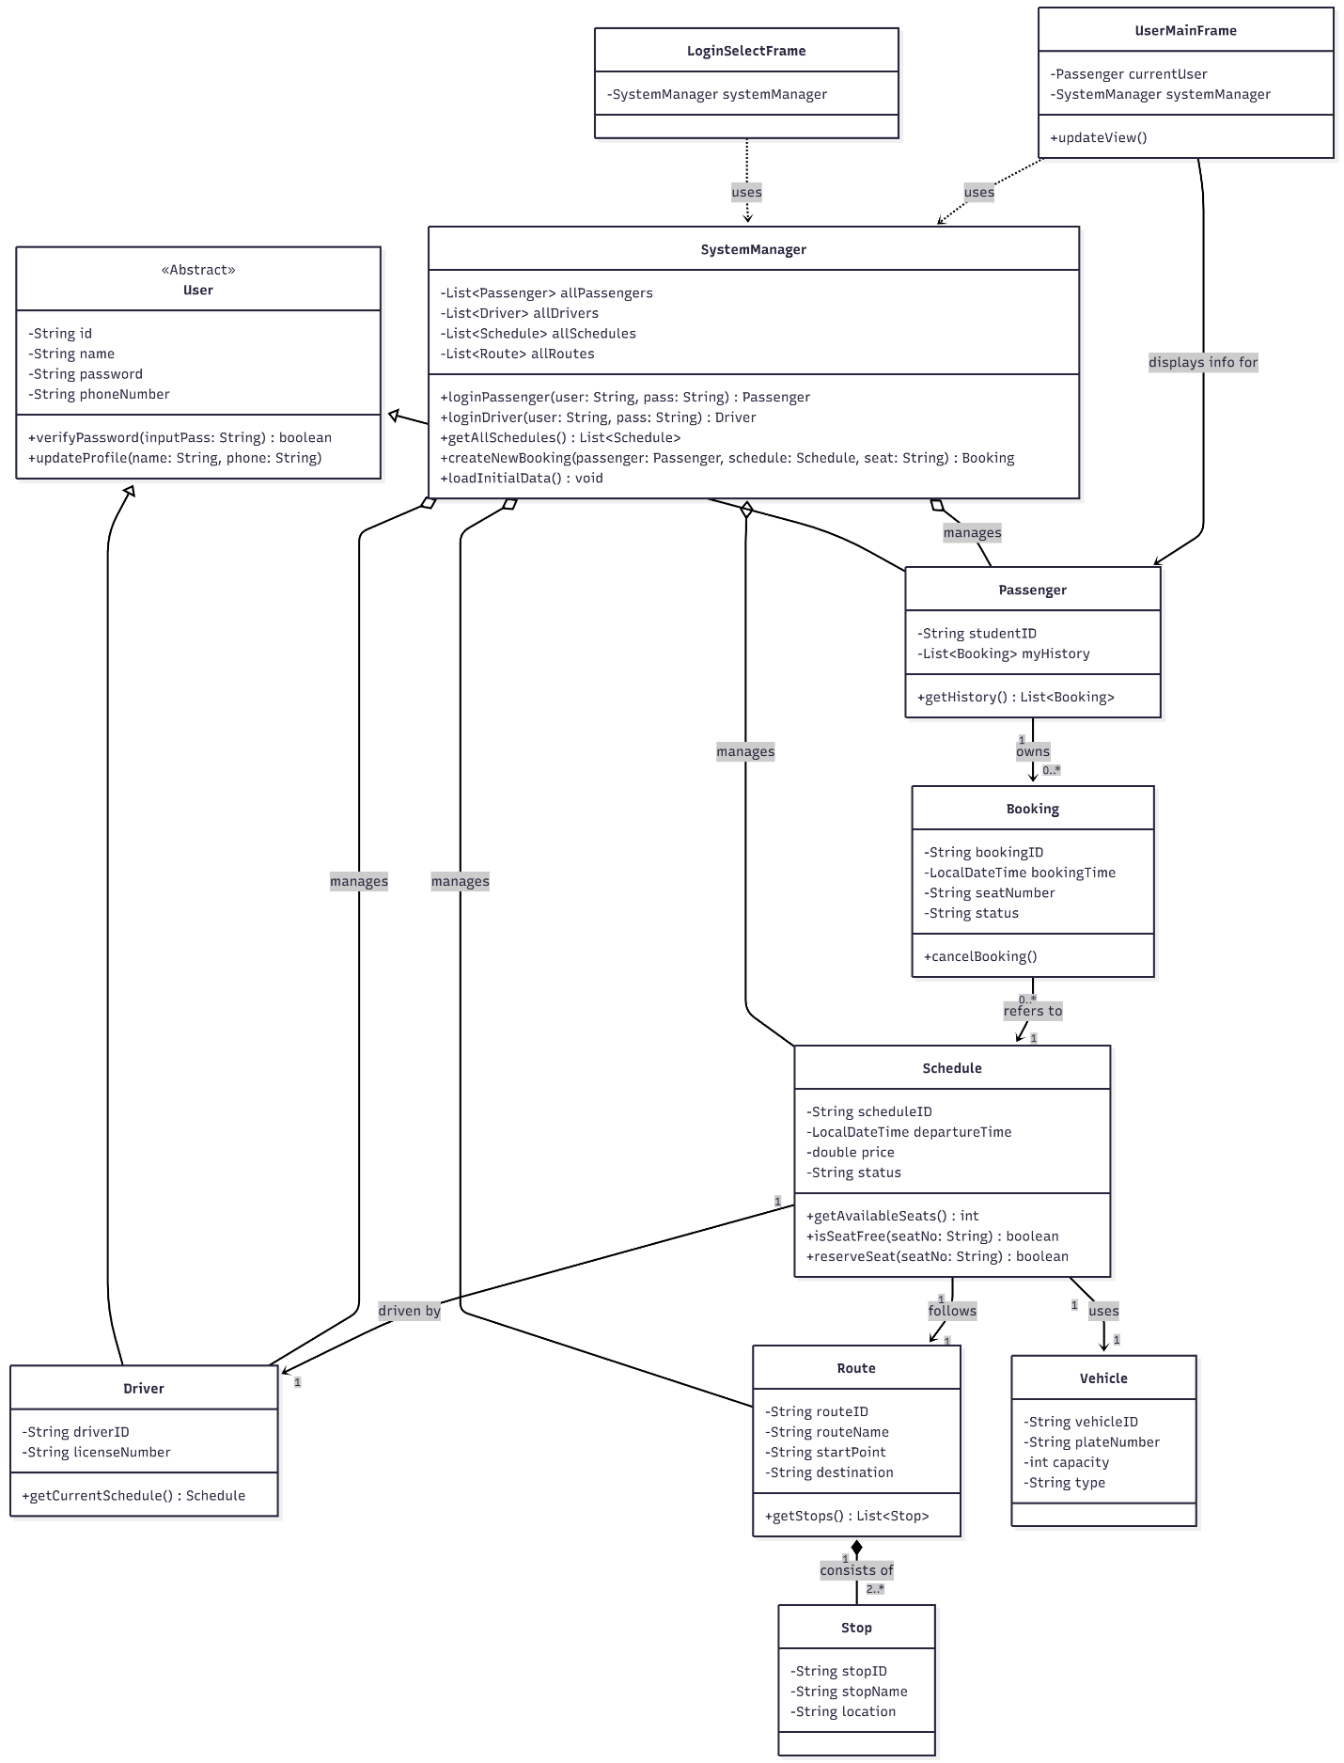 LoginSelectFrame
-SystemManager systemManager
UserMainFrame
-Passenger currentUser
-SystemManager systemManager
+updateView()
uses
uses
displays info for
«Abstract»
User
-String id
-String name
-String password
-String phoneNumber
+verifyPassword(inputPass: String) : boolean
+updateProfile(name: String, phone: String)
SystemManager
-List<Passenger> allPassengers
-List<Driver> allDrivers
-List<Schedule> allSchedules
-List<Route> allRoutes
+loginPassenger(user: String, pass: String) : Passenger
+loginDriver(user: String, pass: String) : Driver
+getAllSchedules() : List<Schedule>
+createNewBooking(passenger: Passenger, schedule: Schedule, seat: String) : Booking
+loadInitialData() : void
manages
Passenger
-String studentID
-List<Booking> myHistory
+getHistory() : List<Booking>
1
owns
0..*
manages
Booking
-String bookingID
-LocalDateTime bookingTime
-String seatNumber
-String status
+cancelBooking()
manages
manages
0..*
refers to
1
Schedule
-String scheduleID
-LocalDateTime departureTime
-double price
-String status
+getAvailableSeats() : int
+isSeatFree(seatNo: String) : boolean
+reserveSeat(seatNo: String) : boolean
1
driven by
1
1
follows
1
1
uses
1
Driver
-String driverID
-String licenseNumber
+getCurrentSchedule() : Schedule
Route
-String routeID
-String routeName
-String startPoint
-String destination
+getStops() : List<Stop>
Vehicle
-String vehicleID
-String plateNumber
-int capacity
-String type
1
consists of
2..*
Stop
-String stopID
-String stopName
-String location